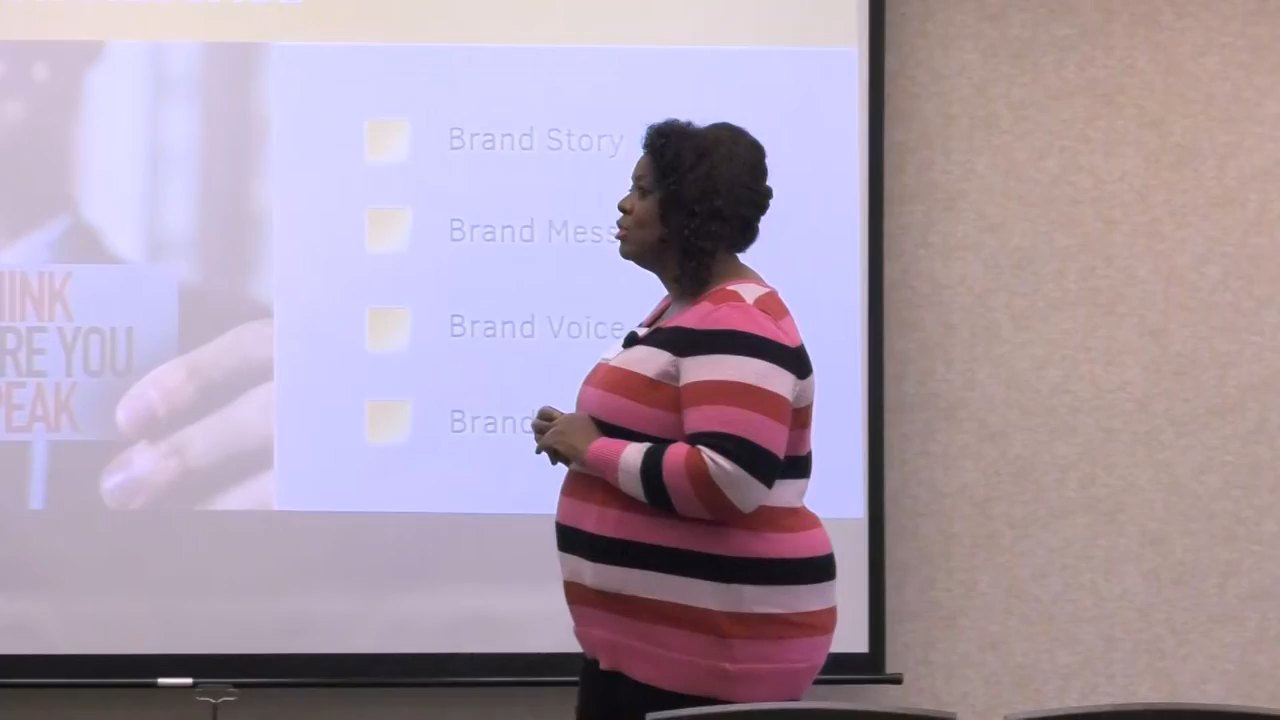 Brand Story
Brand Mess
Brand Voice
Brand
INK
RE YOU
PEAK